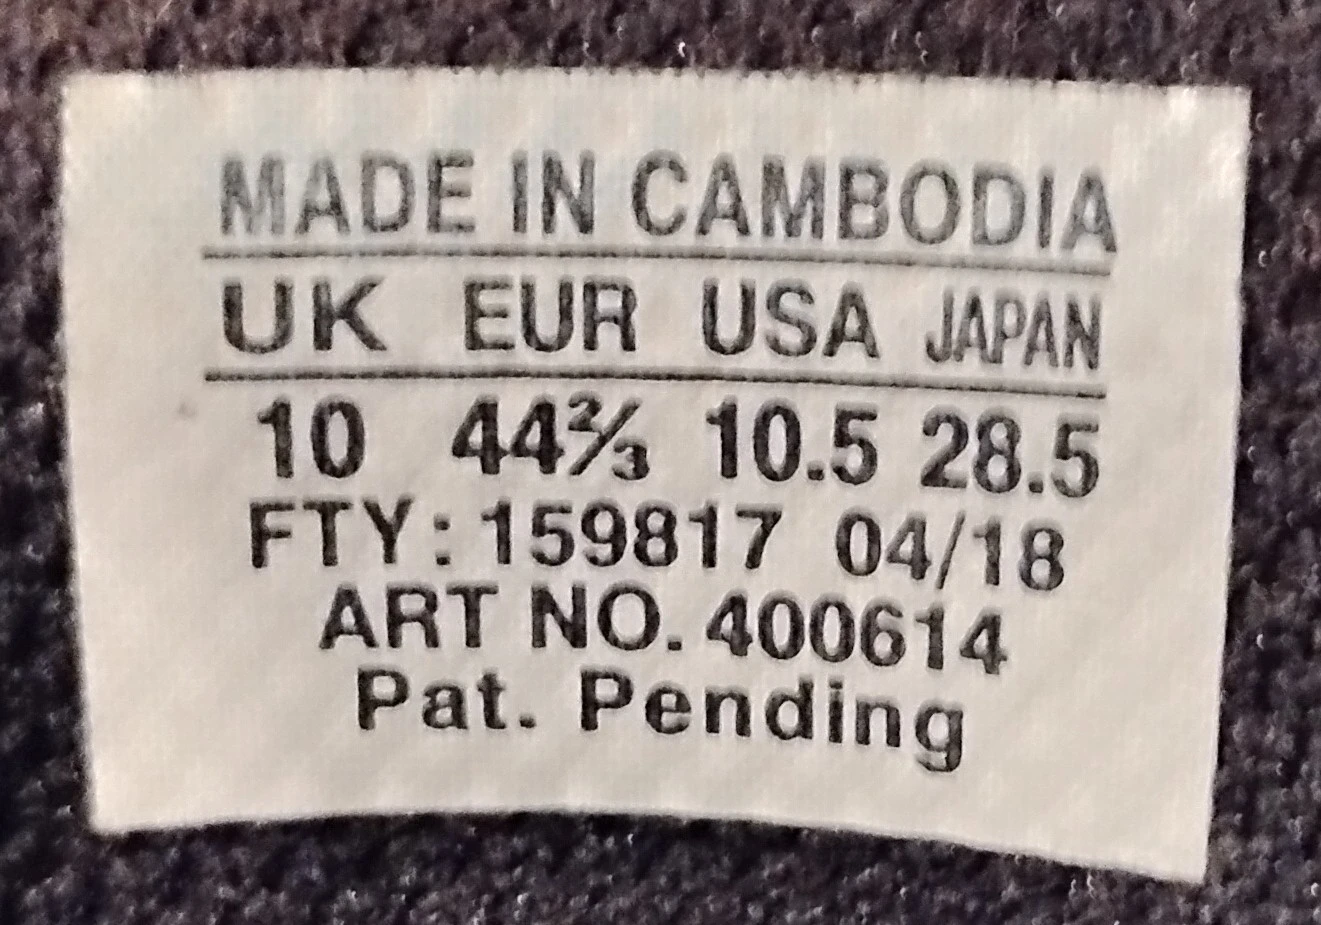 MADE IN CAMBODIA
UK EUR USA JAPAN
10 44⅔ 10.5 28.5
FTY: 159817 04/18
ART NO. 400614
Pat. Pending